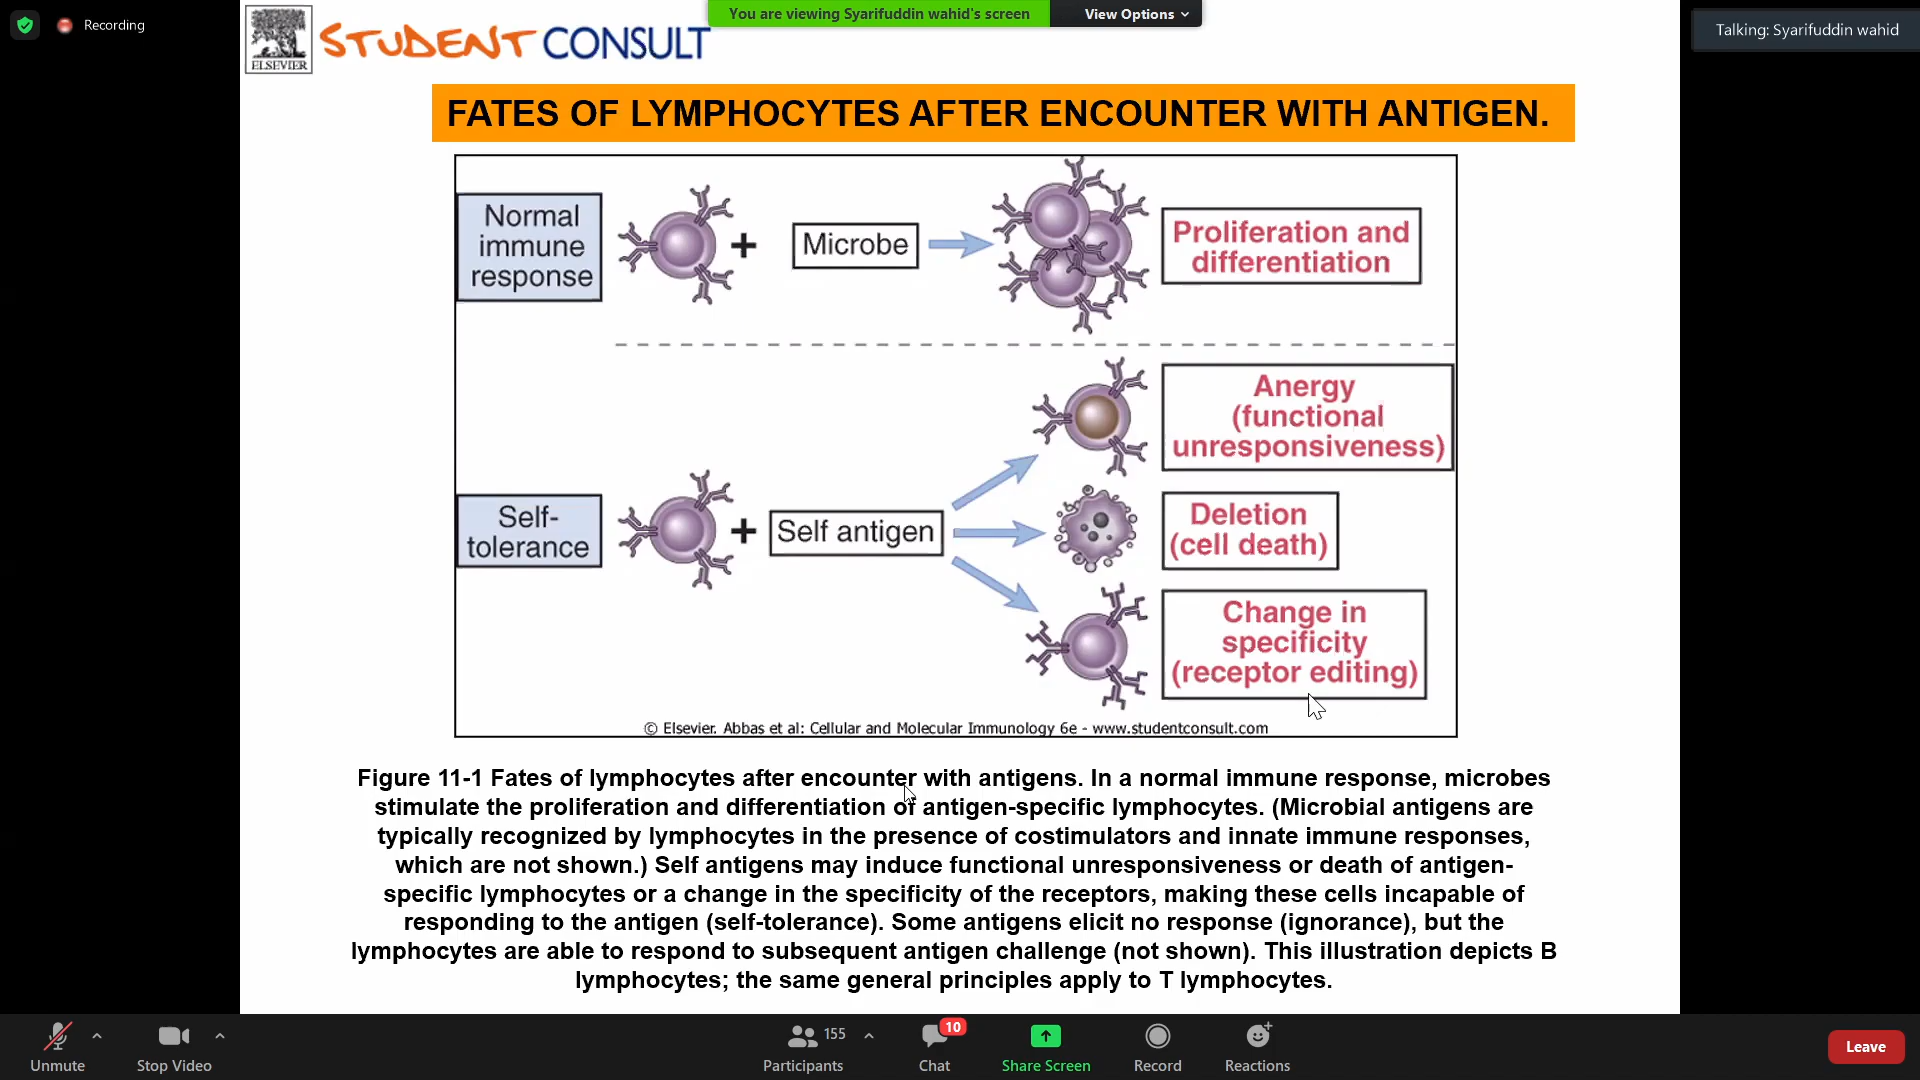 Recording
You are viewing Syarifuddin wahid's screen
View Options
Talking: Syarifuddin wahid
ELSEVIER
STUDENT CONSULT
FATES OF LYMPHOCYTES AFTER ENCOUNTER WITH ANTIGEN.
Normal
immune
response
+
Microbe
Proliferation and
differentiation
Self-
tolerance
+
Self antigen
Anergy
(functional
unresponsiveness)
Deletion
(cell death)
Change in
specificity
(receptor editing)
© Elsevier. Abbas et al: Cellular and Molecular Immunology 6e - www.studentconsult.com
Figure 11-1 Fates of lymphocytes after encounter with antigens. In a normal immune response, microbes
stimulate the proliferation and differentiation of antigen-specific lymphocytes. (Microbial antigens are
typically recognized by lymphocytes in the presence of costimulators and innate immune responses,
which are not shown.) Self antigens may induce functional unresponsiveness or death of antigen-
specific lymphocytes or a change in the specificity of the receptors, making these cells incapable of
responding to the antigen (self-tolerance). Some antigens elicit no response (ignorance), but the
lymphocytes are able to respond to subsequent antigen challenge (not shown). This illustration depicts B
lymphocytes; the same general principles apply to T lymphocytes.
Unmute
Stop Video
155
Participants
10
Chat
Share Screen
Record
Reactions
Leave